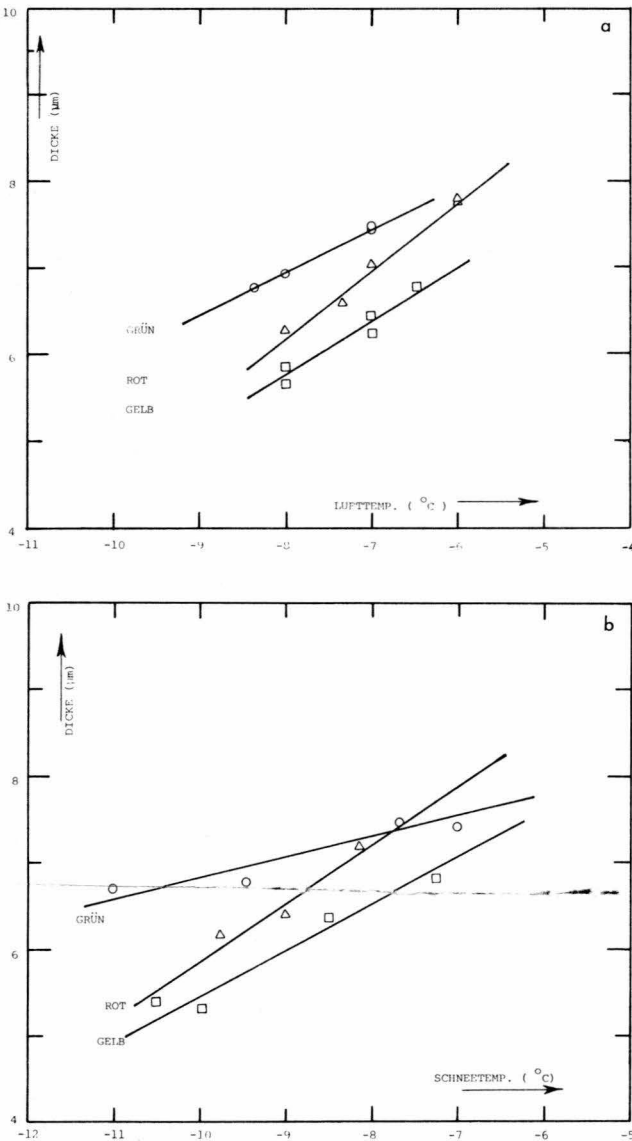 10
a
DICKE (μm)
8
GRÜN
6
ROT
GELB
LUFTTEMP. ( °C )
4
-11 -10 -9 -8 -7 -6 -5 -4
10
b
DICKE (μm)
8
GRÜN
6
ROT
GELB
SCHNEETEMP. ( °C)
4
-12 -11 -10 -9 -8 -7 -6 -5